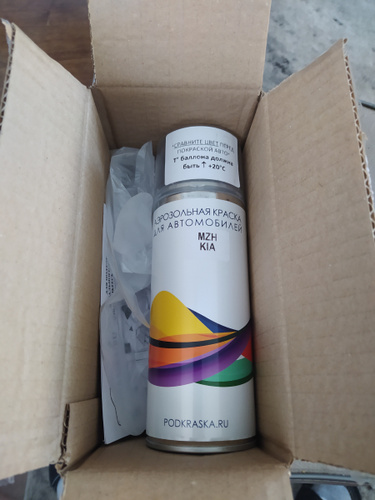 *СРАВНИТЕ ЦВЕТ ПЕРЕД
ПОКРАСКОЙ АВТО*
Т° баллона должна
быть ↑ +20°С
АЭРОЗОЛЬНАЯ КРАСКА
ДЛЯ АВТОМОБИЛЕЙ
MZH
KIA
PODKRASKA.RU